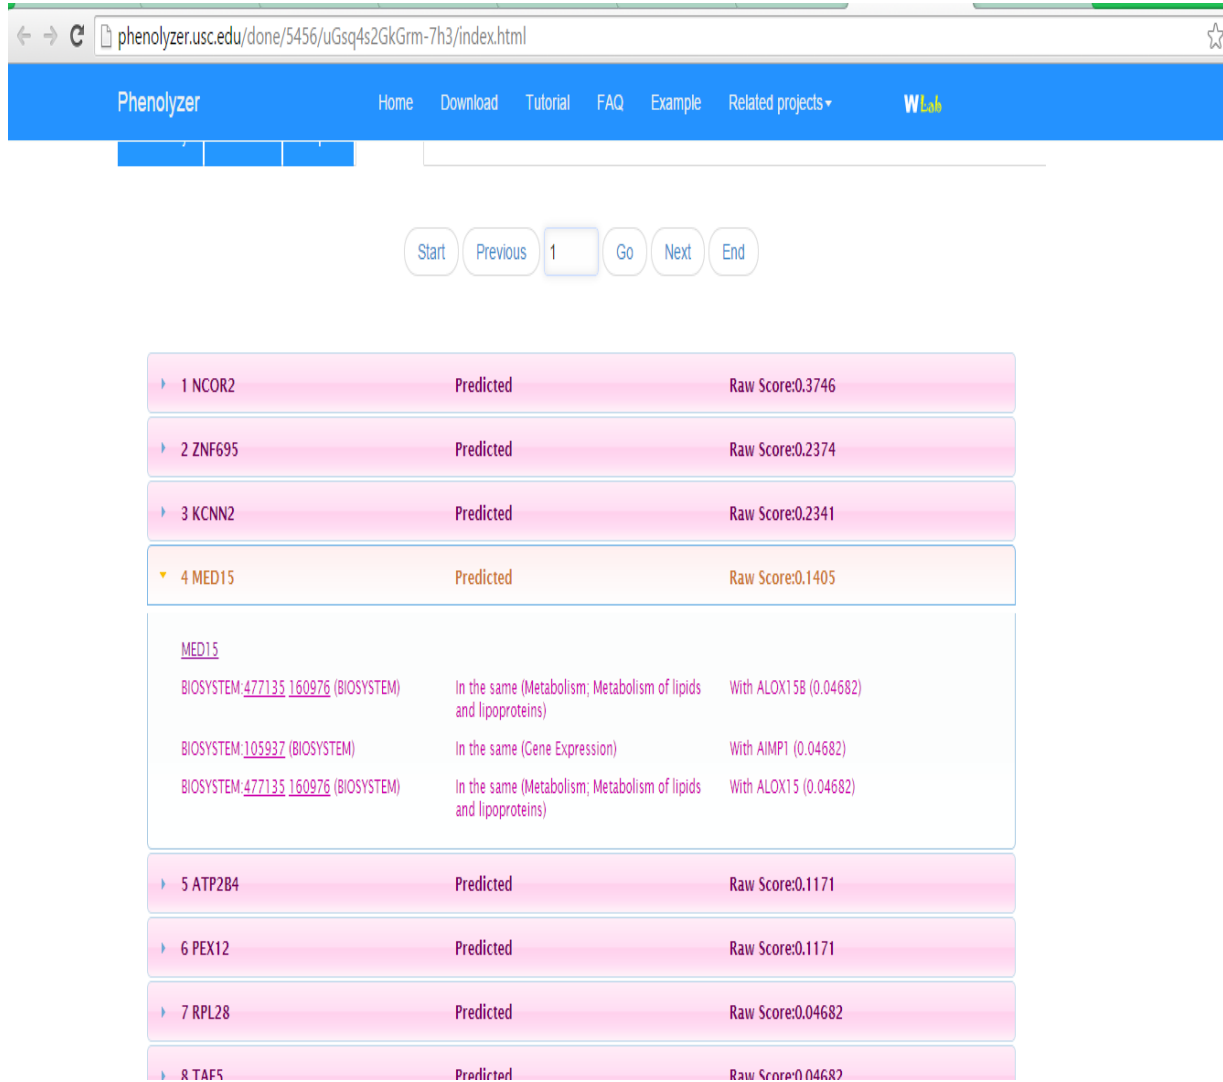 phenolyzer.usc.edu/done/5456/uGsq4s2GkGrm-7h3/index.html
Phenolyzer Home Download Tutorial FAQ Example Related projects WLab
Start Previous 1 Go Next End
1 NCOR2 Predicted Raw Score:0.3746
2 ZNF695 Predicted Raw Score:0.2374
3 KCNN2 Predicted Raw Score:0.2341
4 MED15 Predicted Raw Score:0.1405
MED15
BIOSYSTEM:477135 160976 (BIOSYSTEM) In the same (Metabolism; Metabolism of lipids With ALOX15B (0.04682)
and lipoproteins)
BIOSYSTEM:105937 (BIOSYSTEM) In the same (Gene Expression) With AIMP1 (0.04682)
BIOSYSTEM:477135 160976 (BIOSYSTEM) In the same (Metabolism; Metabolism of lipids With ALOX15 (0.04682)
and lipoproteins)
5 ATP2B4 Predicted Raw Score:0.1171
6 PEX12 Predicted Raw Score:0.1171
7 RPL28 Predicted Raw Score:0.04682
8 TAF5 Predicted Raw Score:0.04682